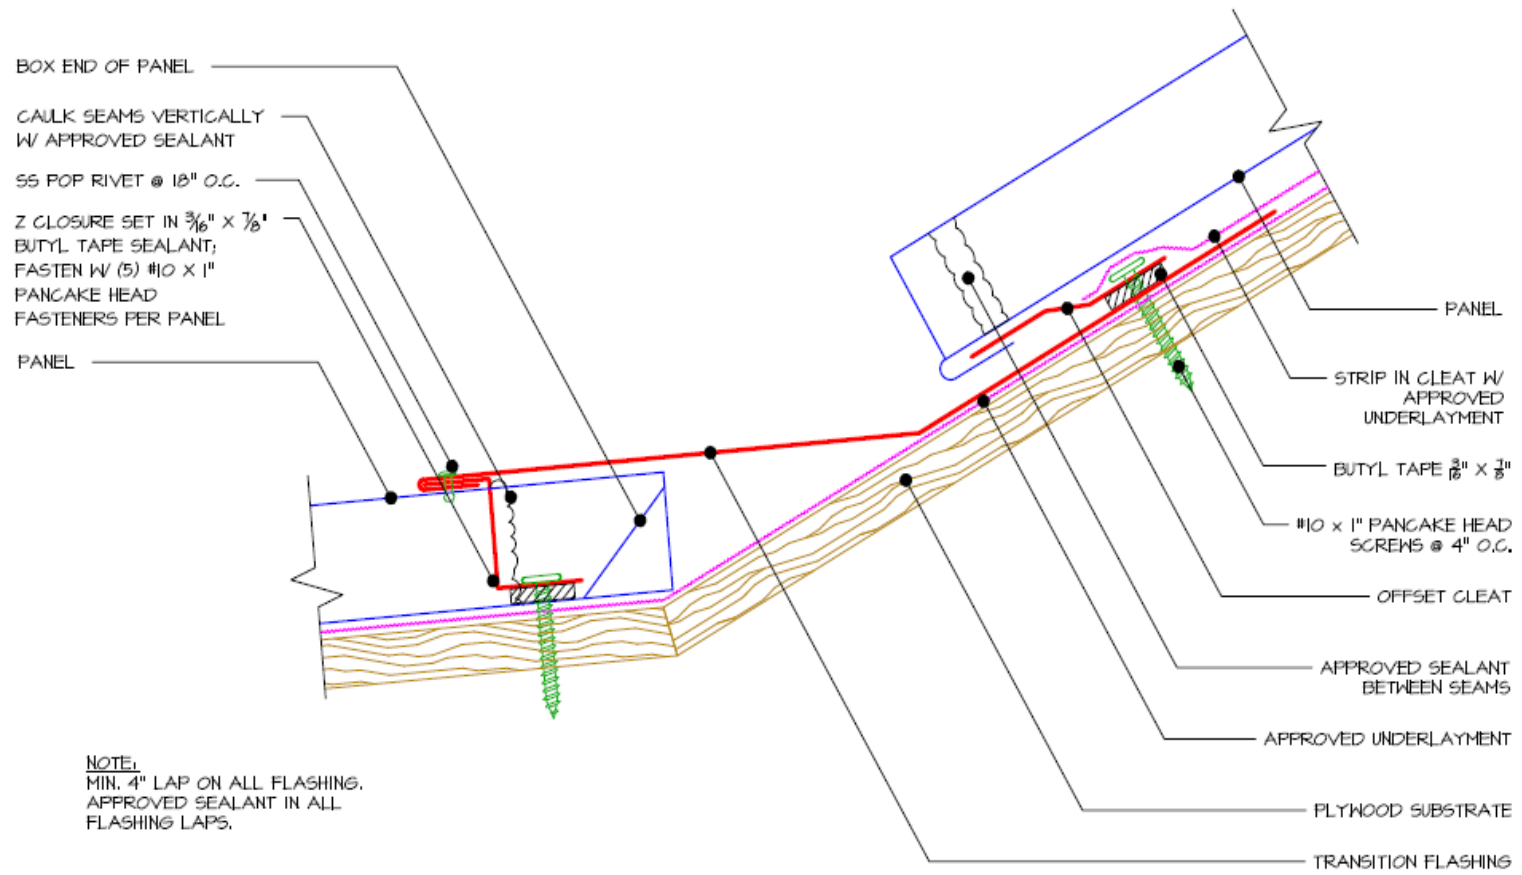 BOX END OF PANEL
CAULK SEAMS VERTICALLY
W/ APPROVED SEALANT
SS POP RIVET @ 18" O.C.
Z CLOSURE SET IN 3/16" X 7/8"
BUTYL TAPE SEALANT;
FASTEN W/ (5) #10 X 1"
PANCAKE HEAD
FASTENERS PER PANEL
PANEL
NOTE:
MIN. 4" LAP ON ALL FLASHING.
APPROVED SEALANT IN ALL
FLASHING LAPS.
PANEL
STRIP IN CLEAT W/
APPROVED
UNDERLAYMENT
BUTYL TAPE 3/16" X 7/8"
#10 x 1" PANCAKE HEAD
SCREWS @ 4" O.C.
OFFSET CLEAT
APPROVED SEALANT
BETWEEN SEAMS
APPROVED UNDERLAYMENT
PLYWOOD SUBSTRATE
TRANSITION FLASHING